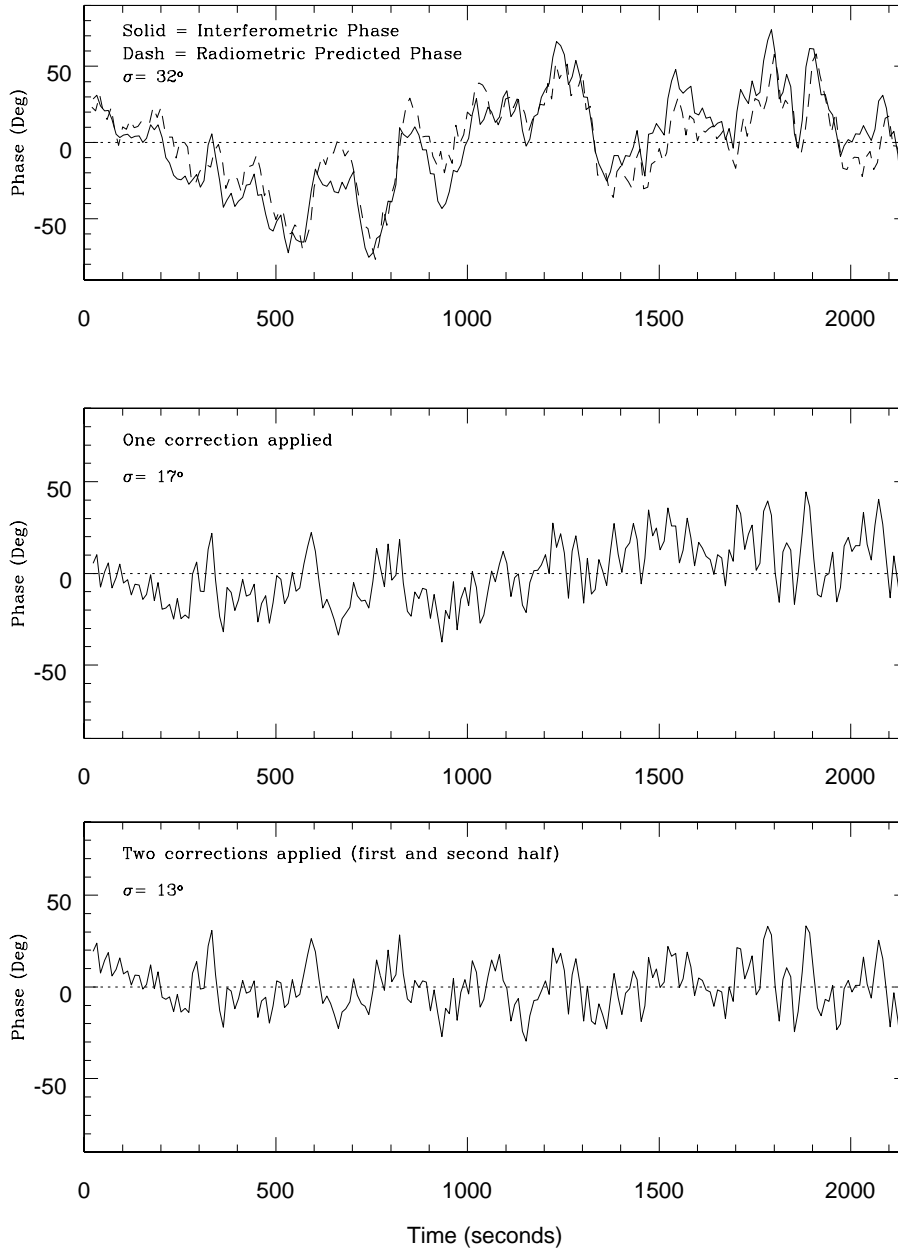 Solid = Interferometric Phase
Dash = Radiometric Predicted Phase
σ= 32°
50
0
-50
Phase (Deg)
0 500 1000 1500 2000
One correction applied
σ= 17°
50
0
-50
Phase (Deg)
0 500 1000 1500 2000
Two corrections applied (first and second half)
σ= 13°
50
0
-50
Phase (Deg)
0 500 1000 1500 2000
Time (seconds)